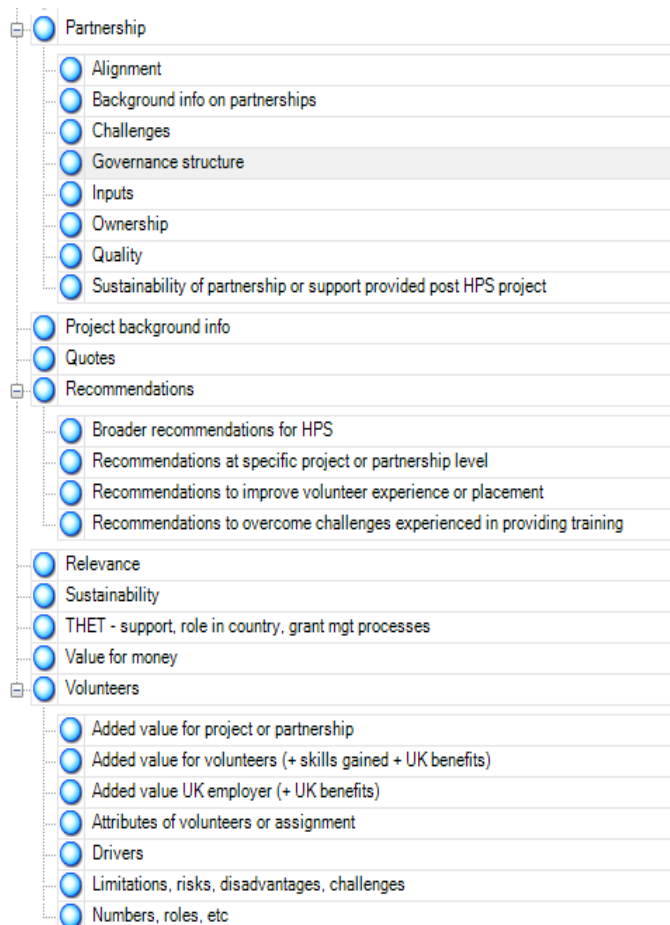 Partnership
Alignment
Background info on partnerships
Challenges
Governance structure
Inputs
Ownership
Quality
Sustainability of partnership or support provided post HPS project
Project background info
Quotes
Recommendations
Broader recommendations for HPS
Recommendations at specific project or partnership level
Recommendations to improve volunteer experience or placement
Recommendations to overcome challenges experienced in providing training
Relevance
Sustainability
THET - support, role in country, grant mgt processes
Value for money
Volunteers
Added value for project or partnership
Added value for volunteers (+ skills gained + UK benefits)
Added value UK employer (+ UK benefits)
Attributes of volunteers or assignment
Drivers
Limitations, risks, disadvantages, challenges
Numbers, roles, etc